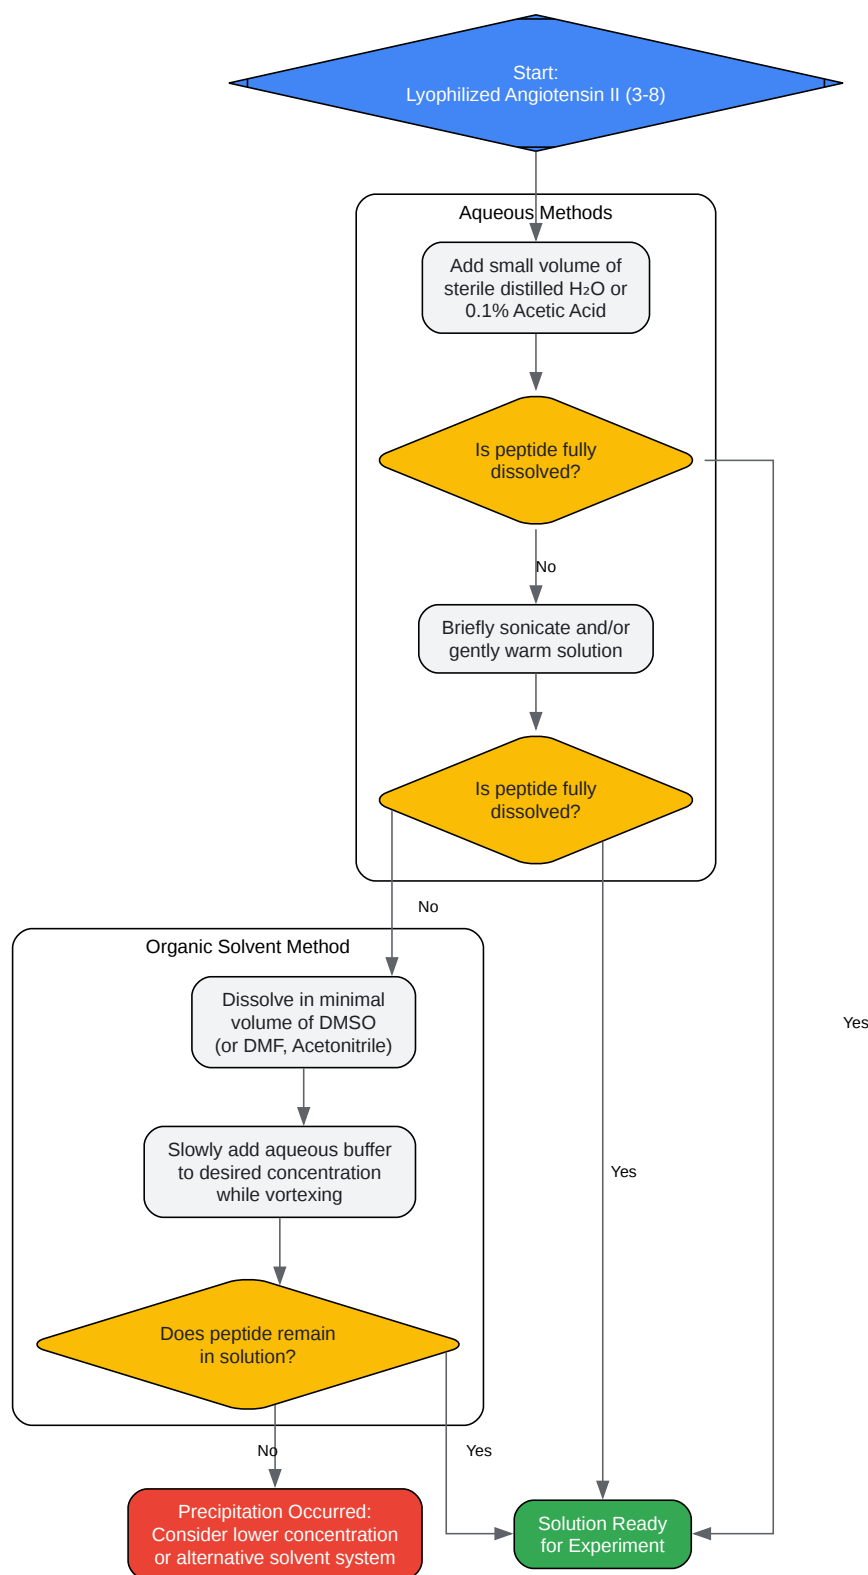 Start:
Lyophilized Angiotensin II (3-8)
Aqueous Methods
Add small volume of
sterile distilled H₂O or
0.1% Acetic Acid
Is peptide fully
dissolved?
No
Briefly sonicate and/or
gently warm solution
Is peptide fully
dissolved?
No
Organic Solvent Method
Dissolve in minimal
volume of DMSO
(or DMF, Acetonitrile)
Yes
Slowly add aqueous buffer
to desired concentration
while vortexing
Yes
Does peptide remain
in solution?
No
Yes
Precipitation Occurred:
Consider lower concentration
or alternative solvent system
Solution Ready
for Experiment